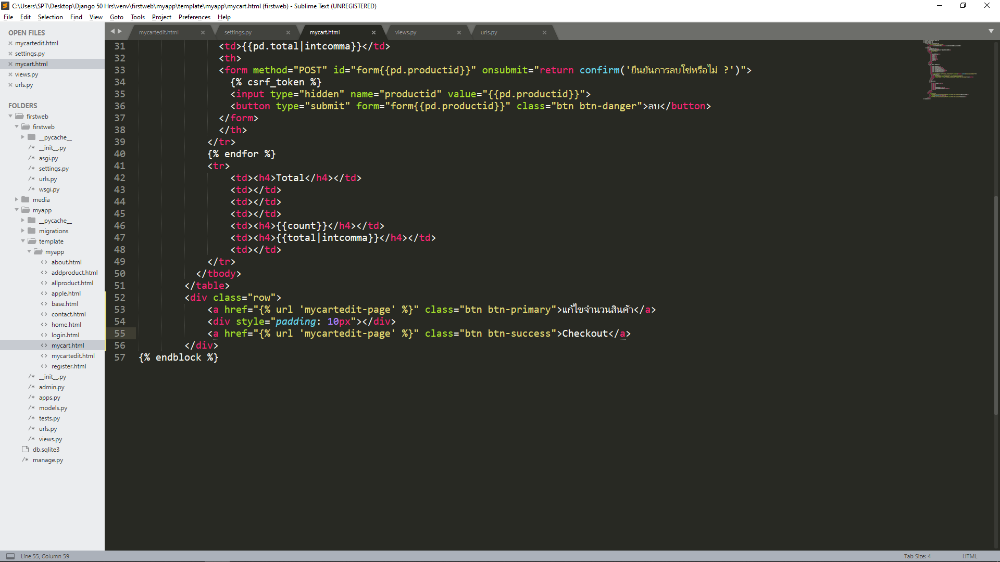 C:\Users\SPT\Desktop\Django 50 Hrs\venv\firstweb\myapp\template\myapp\mycart.html (firstweb) - Sublime Text (UNREGISTERED)
File Edit Selection Find View Goto Tools Project Preferences Help
OPEN FILES
mycartedit.html
settings.py
mycart.html
views.py
urls.py
FOLDERS
firstweb
firstweb
__pycache__
__init__.py
asgi.py
settings.py
urls.py
wsgi.py
media
myapp
__pycache__
migrations
template
myapp
about.html
addproduct.html
allproduct.html
apple.html
base.html
contact.html
home.html
login.html
mycart.html
mycartedit.html
register.html
__init__.py
admin.py
apps.py
models.py
tests.py
urls.py
views.py
db.sqlite3
manage.py
mycartedit.html settings.py mycart.html views.py urls.py
31 <td>{{pd.total|intcomma}}</td>
32 <th>
33 <form method="POST" id="form{{pd.productid}}" onsubmit="return confirm('ยืนยันการลบใช่หรือไม่ ?')">
34 {% csrf_token %}
35 <input type="hidden" name="productid" value="{{pd.productid}}">
36 <button type="submit" form="form{{pd.productid}}" class="btn btn-danger">ลบ</button>
37 </form>
38 </th>
39 </tr>
40 {% endfor %}
41 <tr>
42 <td><h4>Total</h4></td>
43 <td></td>
44 <td></td>
45 <td></td>
46 <td><h4>{{count}}</h4></td>
47 <td><h4>{{total|intcomma}}</h4></td>
48 <td></td>
49 </tr>
50 </tbody>
51 </table>
52 <div class="row">
53 <a href="{% url 'mycartedit-page' %}" class="btn btn-primary">แก้ไขจำนวนสินค้า</a>
54 <div style="padding: 10px"></div>
55 <a href="{% url 'mycartedit-page' %}" class="btn btn-success">Checkout</a>
56 </div>
57 {% endblock %}
Line 55, Column 59 Tab Size: 4 HTML